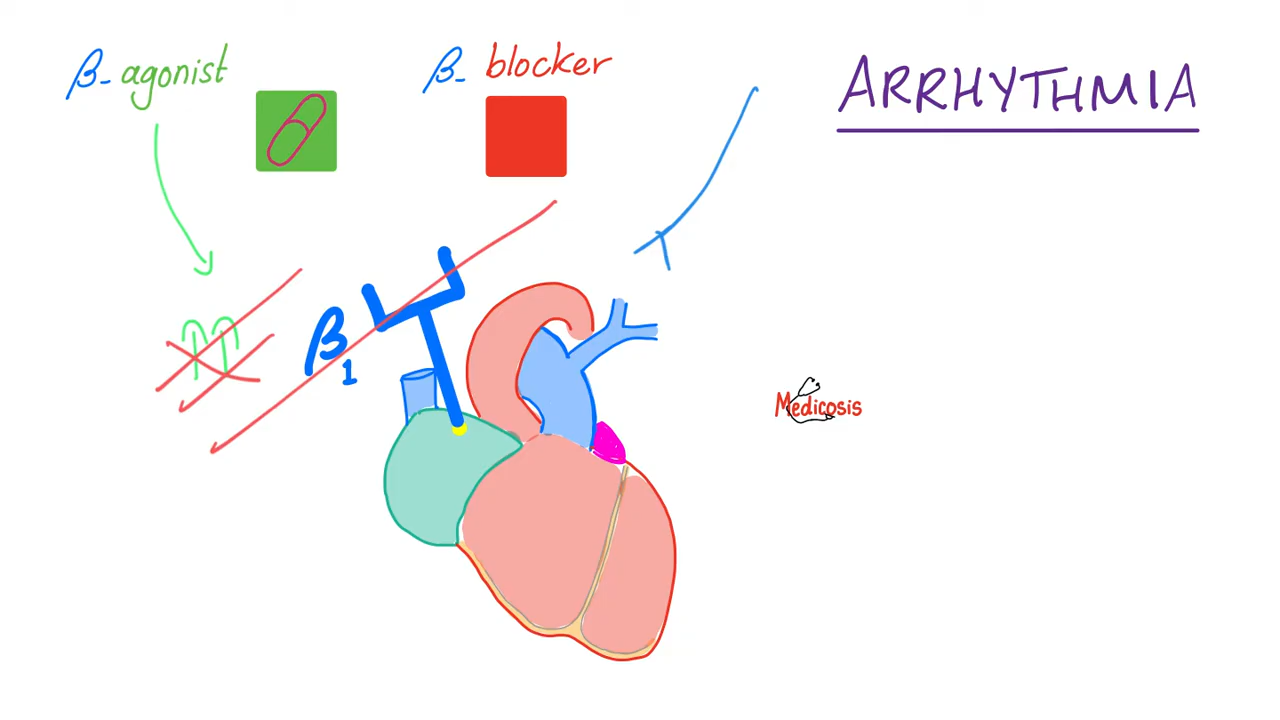 β- agonist
β- blocker
ARRHYTHMIA
β1
Medicosis